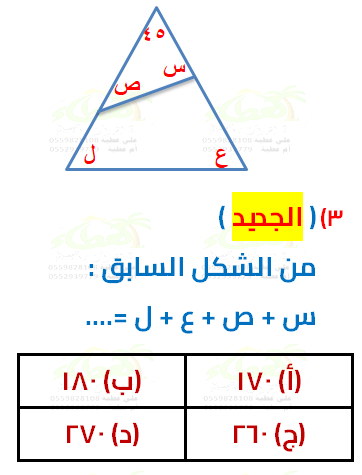 ٤٥
س
ص
ل
ع
٣) ( الجديد )
من الشكل السابق :
س + ص + ع + ل =....
(أ) ١٧٠
(ب) ١٨٠
(ج) ٢٦٠
(د) ٢٧٠